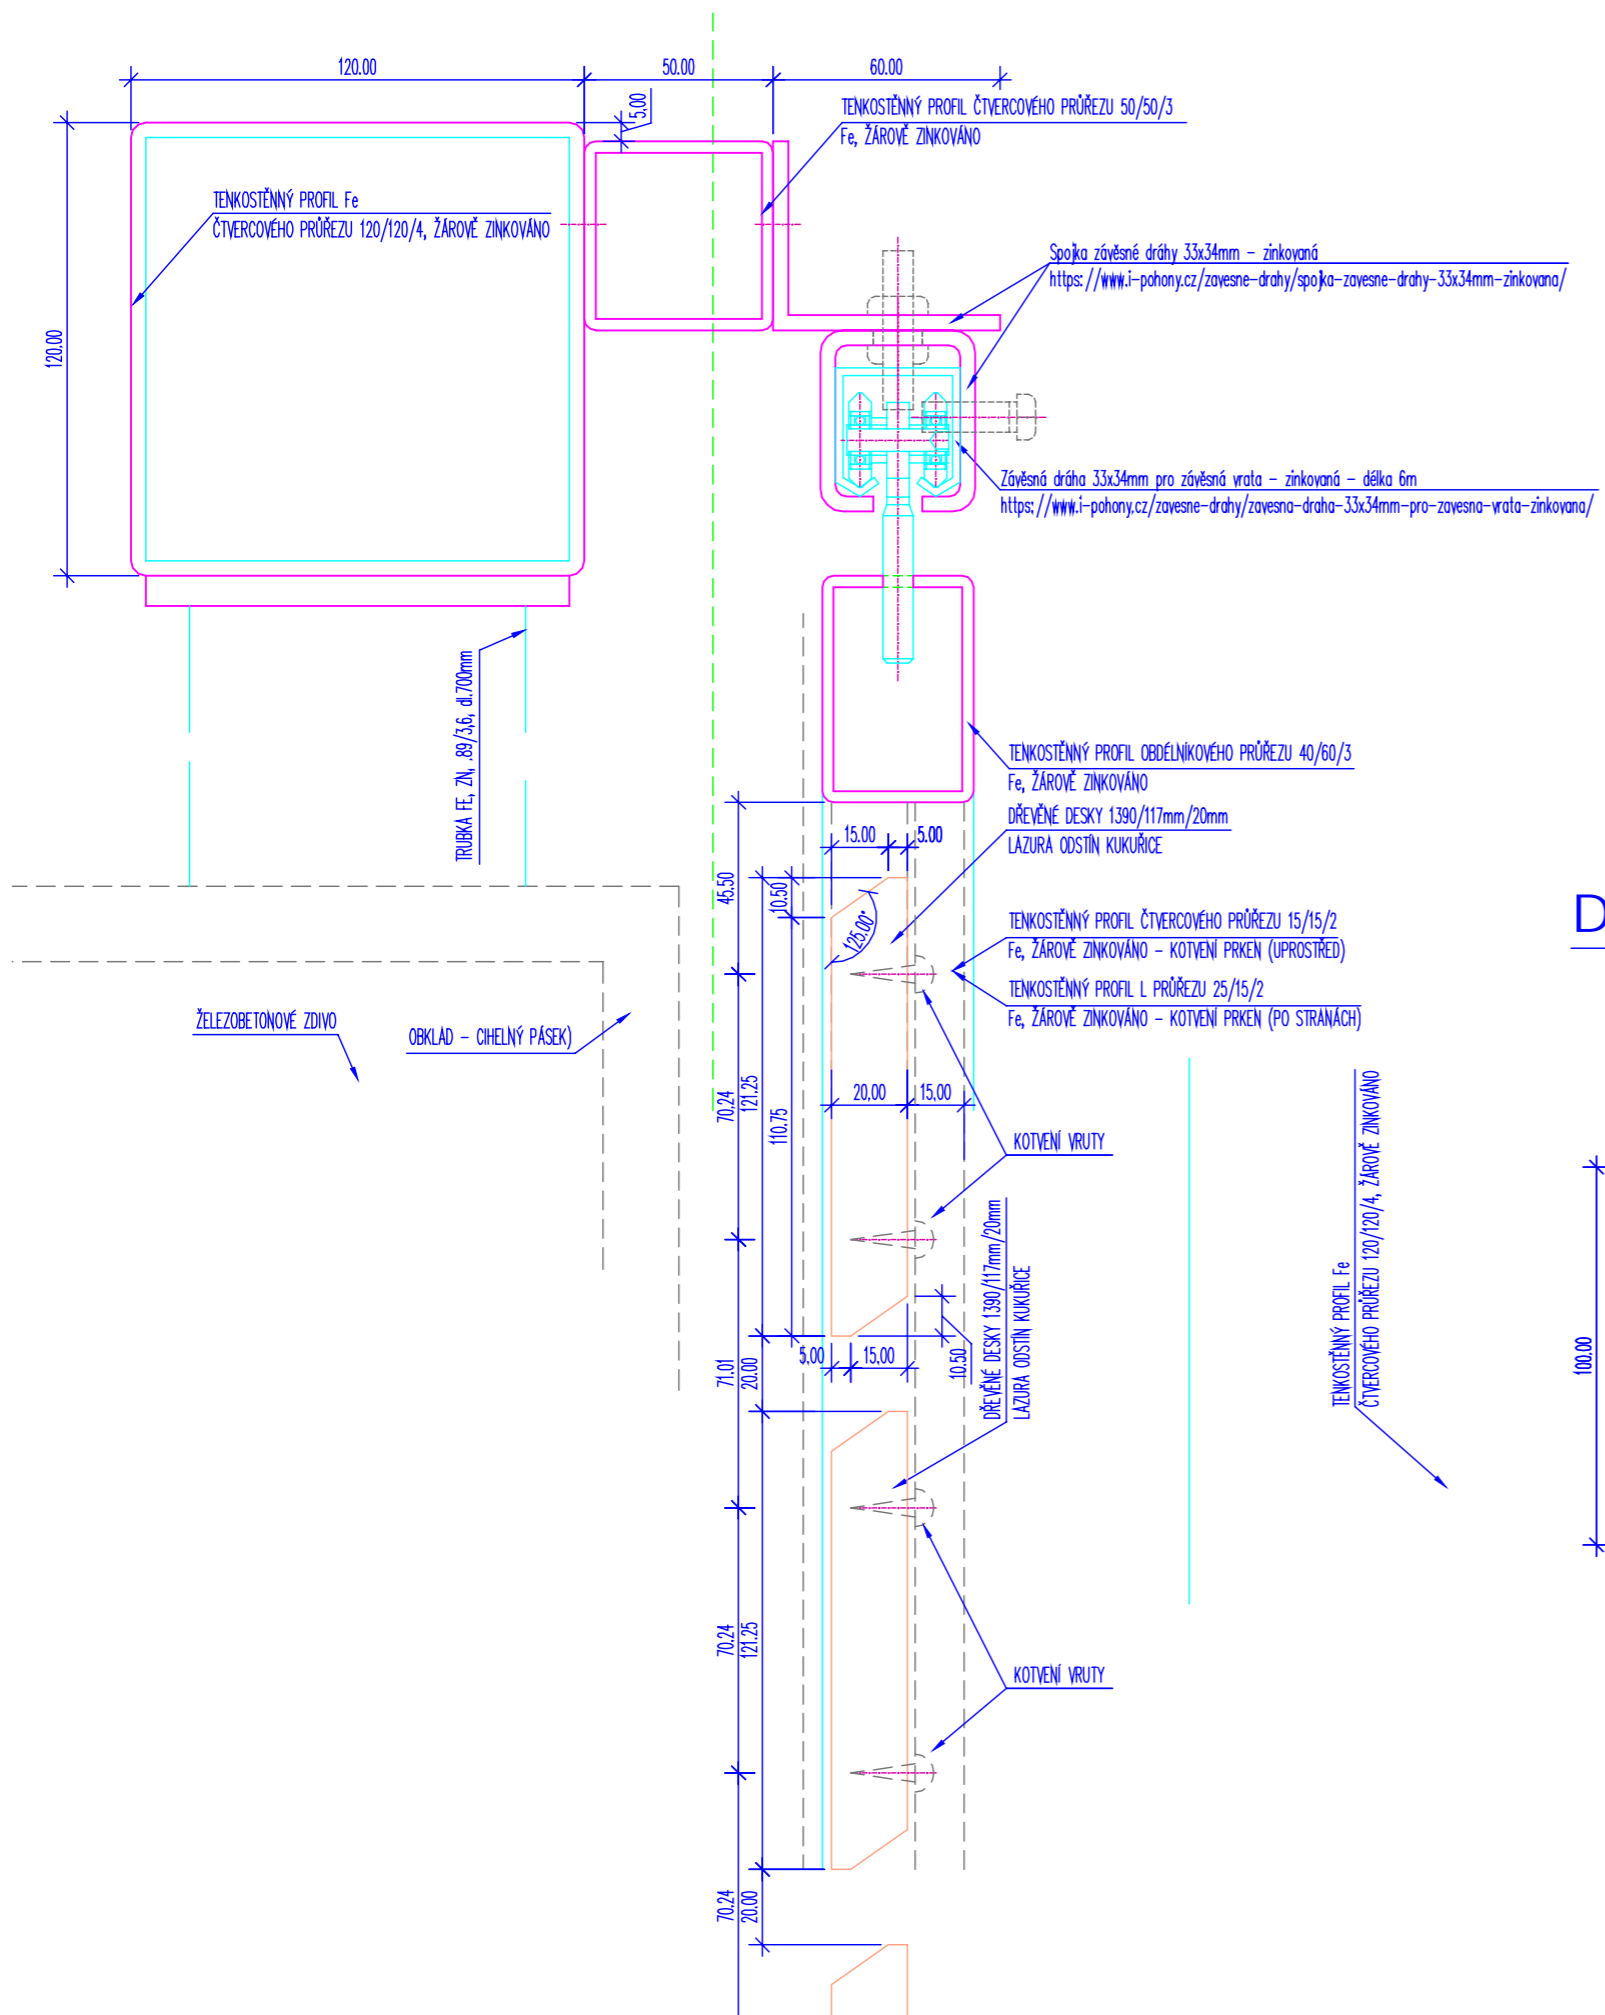 120.00
50.00
60.00
5,00
TENKOSTĚNNÝ PROFIL ČTVERCOVÉHO PRŮŘEZU 50/50/3
Fe, ŽÁROVĚ ZINKOVÁNO
TENKOSTĚNNÝ PROFIL Fe
ČTVERCOVÉHO PRŮŘEZU 120/120/4, ŽÁROVĚ ZINKOVÁNO
Spojka závěsné dráhy 33x34mm - zinkovaná
https://www.i-pohony.cz/zavesne-drahy/spojka-zavesne-drahy-33x34mm-zinkovana/
120.00
Závěsná dráha 33x34mm pro závěsná vrata - zinkovaná - délka 6m
https://www.i-pohony.cz/zavesne-drahy/zavesna-draha-33x34mm-pro-zavesna-vrata-zinkovana/
TRUBKA FE, ZN, .89/3,6, dl.700mm
TENKOSTĚNNÝ PROFIL OBDÉLNÍKOVÉHO PRŮŘEZU 40/60/3
Fe, ŽÁROVĚ ZINKOVÁNO
DŘEVĚNÉ DESKY 1390/117mm/20mm
LAZURA ODSTÍN KUKUŘICE
15.00
5.00
45.50
10.50
125.00°
D
TENKOSTĚNNÝ PROFIL ČTVERCOVÉHO PRŮŘEZU 15/15/2
Fe, ŽÁROVĚ ZINKOVÁNO - KOTVENÍ PRKEN (UPROSTŘED)
TENKOSTĚNNÝ PROFIL L PRŮŘEZU 25/15/2
Fe, ŽÁROVĚ ZINKOVÁNO - KOTVENÍ PRKEN (PO STRANÁCH)
ŽELEZOBETONOVÉ ZDIVO
OBKLAD - CIHELNÝ PÁSEK)
70.24
121.25
110.75
20,00
15,00
KOTVENÍ VRUTY
DŘEVĚNÉ DESKY 1390/117mm/20mm
LAZURA ODSTÍN KUKUŘICE
TENKOSTĚNNÝ PROFIL Fe
ČTVERCOVÉHO PRŮŘEZU 120/120/4, ŽÁROVĚ ZINKOVÁNO
100.00
71.01
20.00
5,00
15,00
10.50
70.24
121.25
KOTVENÍ VRUTY
70.24
20.00